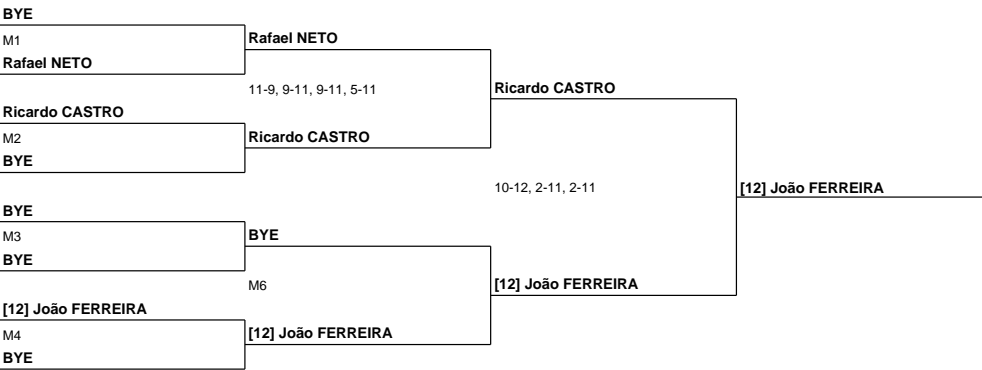 BYE
M1
Rafael NETO
Rafael NETO
11-9, 9-11, 9-11, 5-11
Ricardo CASTRO
Ricardo CASTRO
M2
Ricardo CASTRO
BYE
10-12, 2-11, 2-11
[12] João FERREIRA
BYE
M3
BYE
BYE
M6
[12] João FERREIRA
[12] João FERREIRA
M4
[12] João FERREIRA
BYE